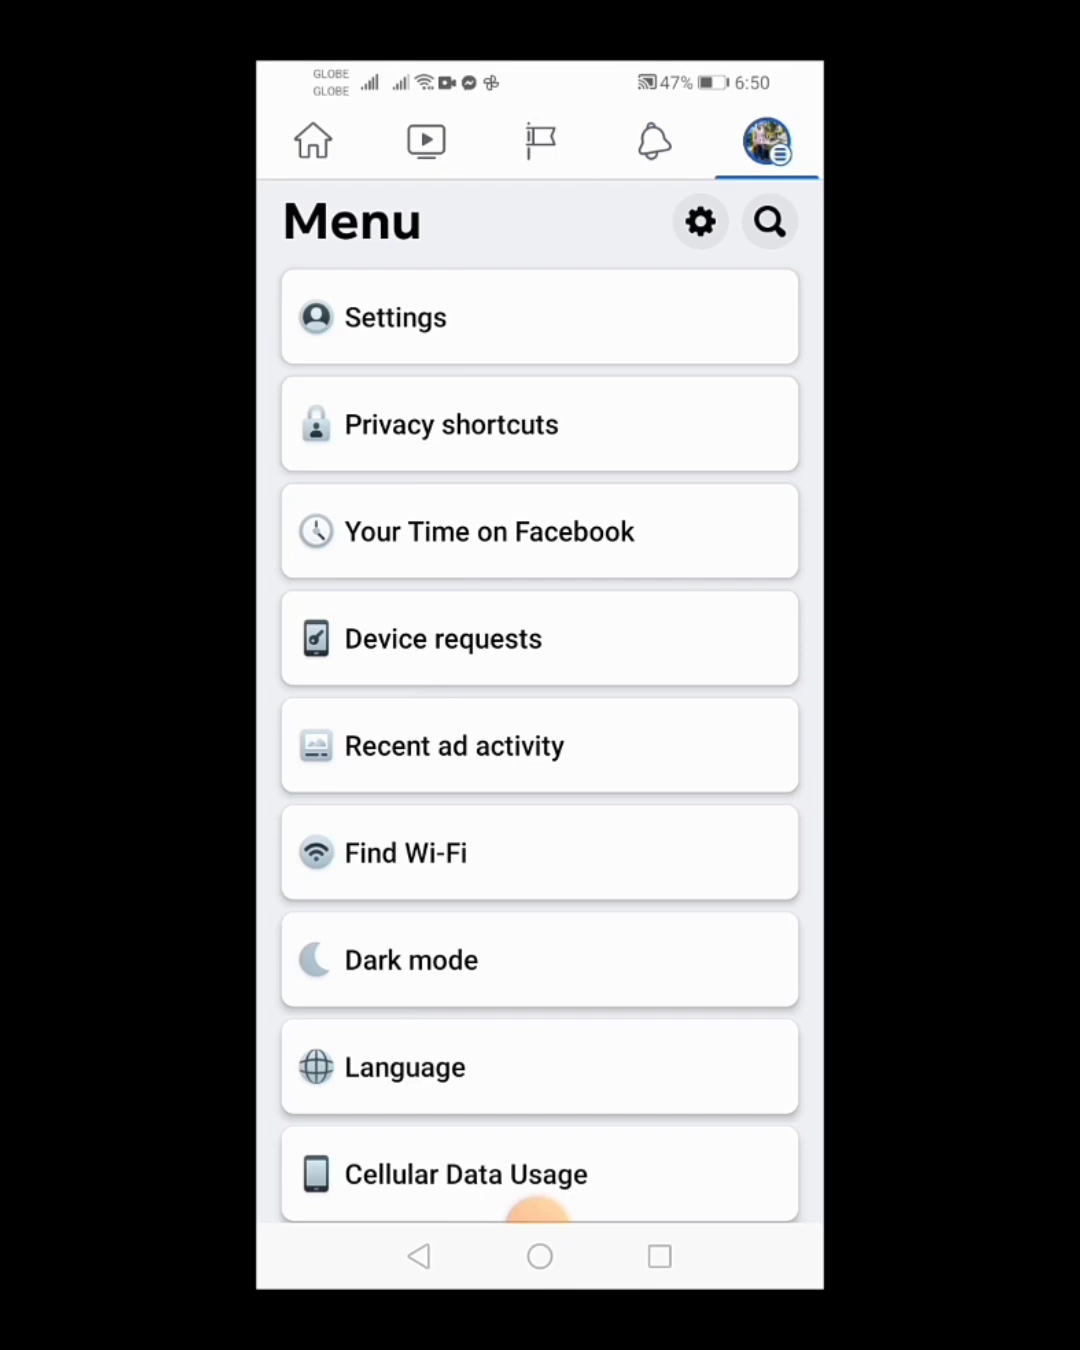 GLOBE
GLOBE
47% 6:50
Menu
Settings
Privacy shortcuts
Your Time on Facebook
Device requests
Recent ad activity
Find Wi-Fi
Dark mode
Language
Cellular Data Usage